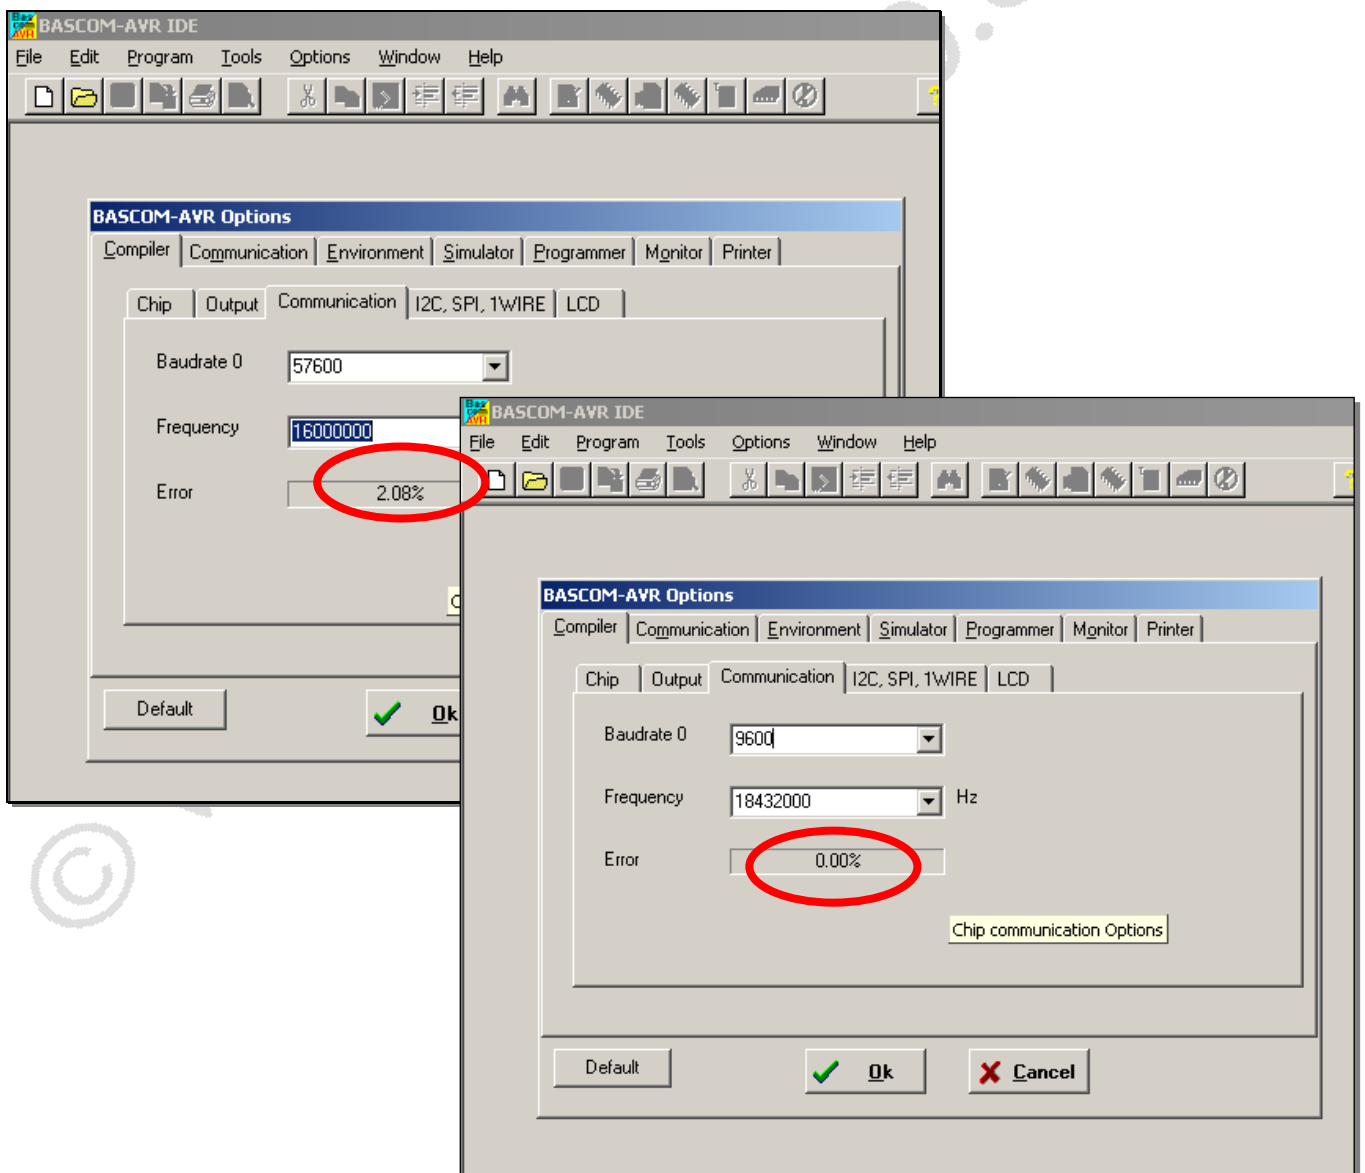 BASCOM-AVR IDE
File Edit Program Tools Options Window Help
BASCOM-AVR Options
Compiler Communication Environment Simulator Programmer Monitor Printer
Chip Output Communication I2C, SPI, 1WIRE LCD
Baudrate 0 57600
Frequency 16000000
Error 2.08%
Default Ok
BASCOM-AVR IDE
File Edit Program Tools Options Window Help
BASCOM-AVR Options
Compiler Communication Environment Simulator Programmer Monitor Printer
Chip Output Communication I2C, SPI, 1WIRE LCD
Baudrate 0 9600
Frequency 18432000 Hz
Error 0.00%
Chip communication Options
Default Ok Cancel
©